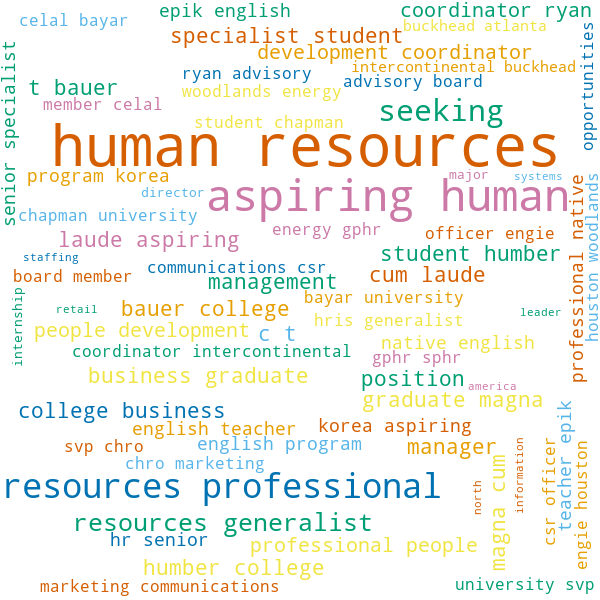 celal bayar
epik english
coordinator ryan
buckhead atlanta
specialist student
development coordinator
intercontinental buckhead
ryan advisory
advisory board
t bauer
woodlands energy
member celal
seeking
student chapman
opportunities
senior specialist
human resources
program korea
major
systems
director
aspiring human
chapman university
energy gphr
officer engie
laude aspiring
student humber
staffing
communications csr
cum laude
board member
management
professional native
houston woodlands
internship
bayar university
retail
bauer college
leader
hris generalist
people development
c t
native english
coordinator intercontinental
gphr sphr
business graduate
position
america
graduate magna
college business
english teacher
korea aspiring
svp chro
english program
manager
chro marketing
teacher epik
csr officer
engie houston
information
magna cum
north
resources professional
resources generalist
hr senior
professional people
humber college
marketing communications
university svp